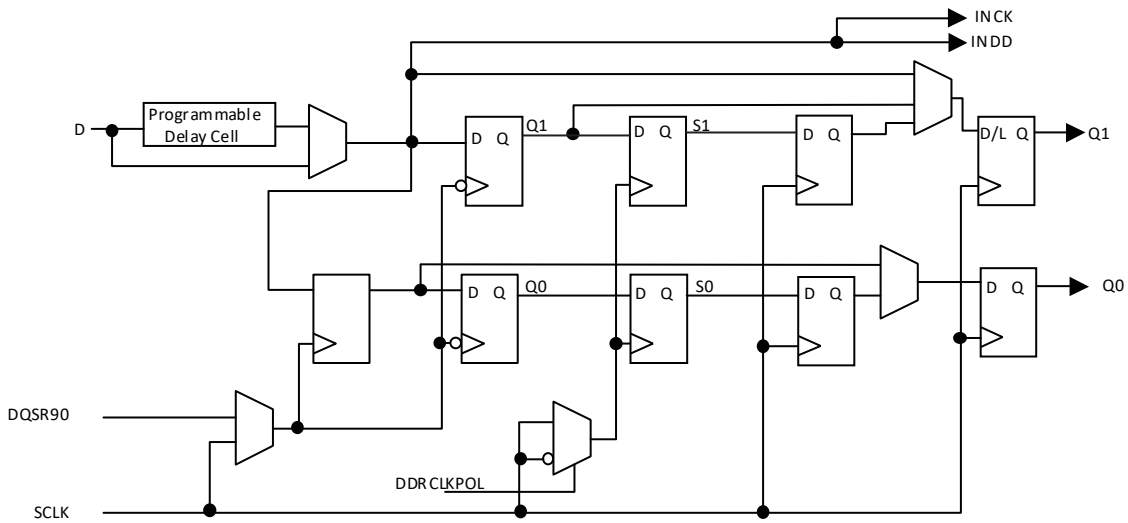 INCK
INDD
D
Programmable
Delay Cell
D Q
Q1
D Q
S1
D Q
D/L Q
Q1
D Q
Q0
D Q
S0
D Q
D Q
Q0
DQSR90
DDRCLKPOL
SCLK